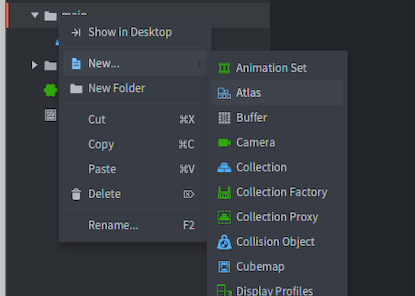 main
Show in Desktop
New...
New Folder
Cut ⌘X
Copy ⌘C
Paste ⌘V
Delete ⌦
Rename... F2
Animation Set
Atlas
Buffer
Camera
Collection
Collection Factory
Collection Proxy
Collision Object
Cubemap
Display Profiles